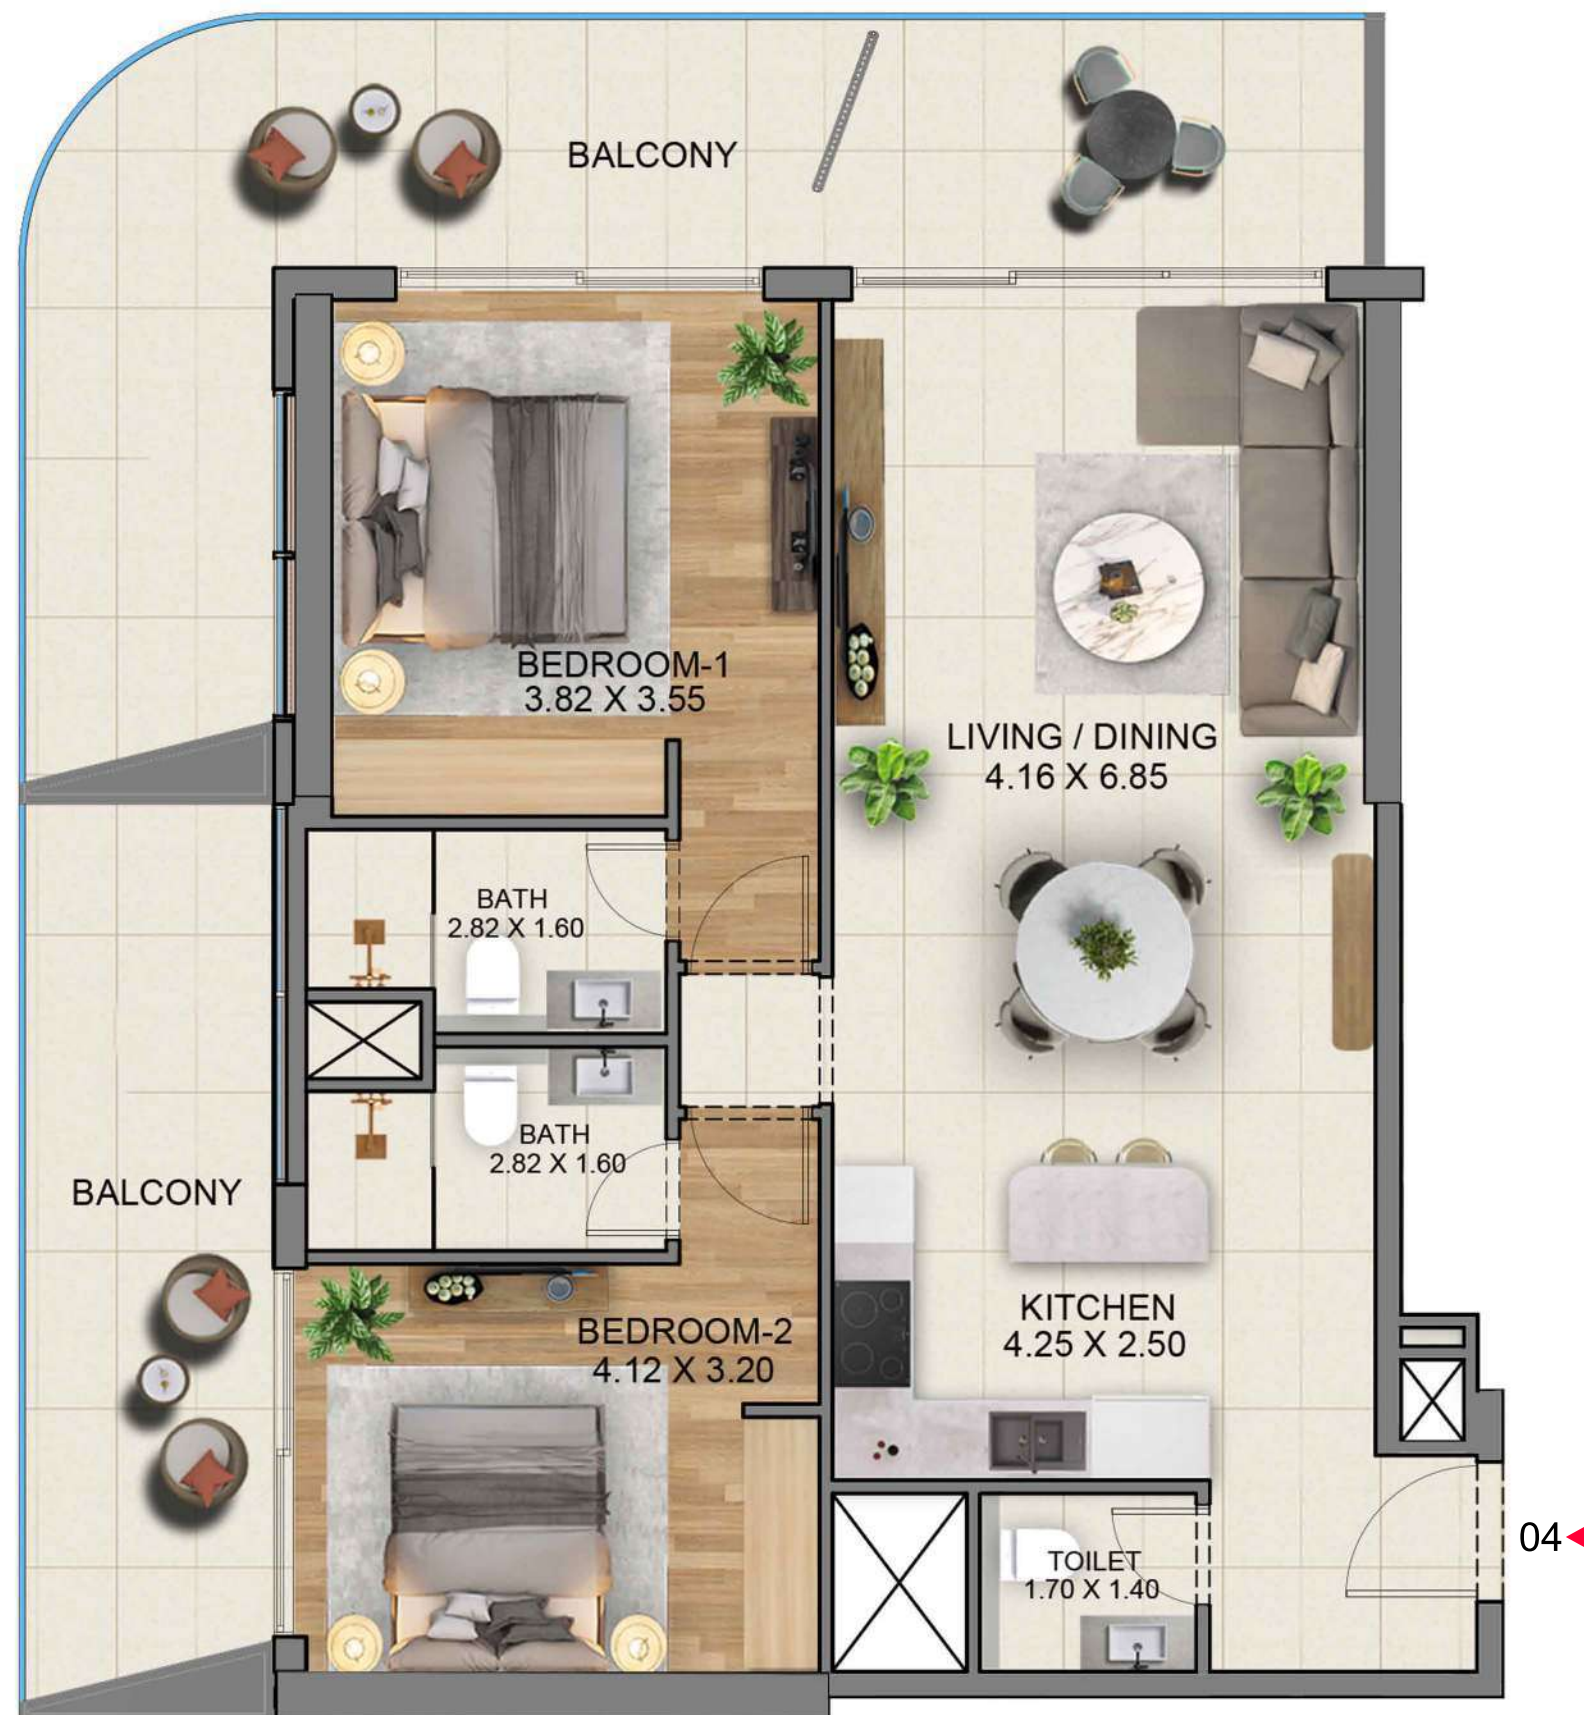 BALCONY
BEDROOM-1
3.82 X 3.55
LIVING / DINING
4.16 X 6.85
BATH
2.82 X 1.60
BATH
2.82 X 1.60
BALCONY
KITCHEN
4.25 X 2.50
BEDROOM-2
4.12 X 3.20
04
TOILET
1.70 X 1.40